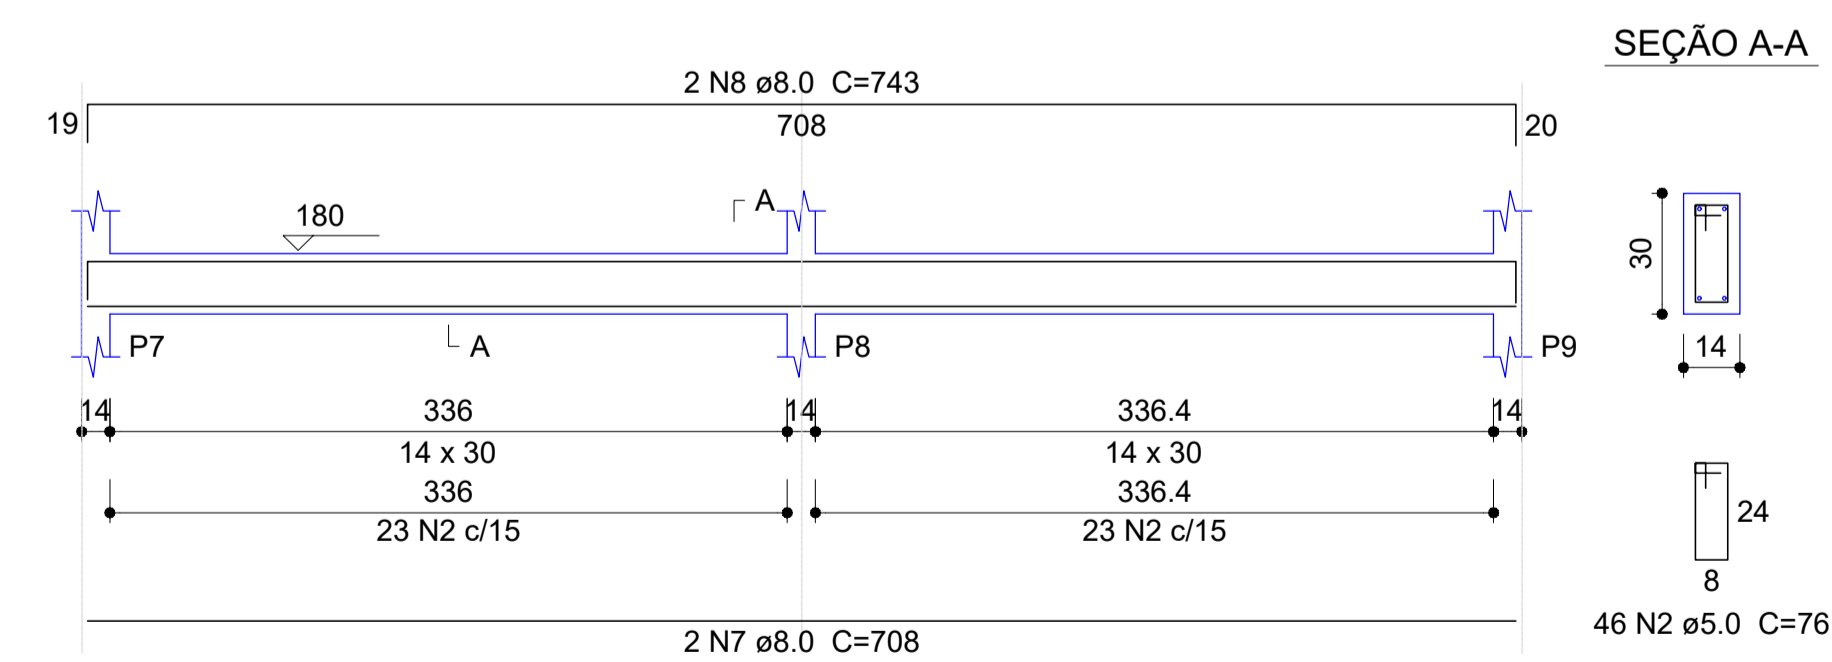 SEÇÃO A-A
2 N8 ø8.0 C=743
19
708
20
180
A
30
P7
A
P8
P9
14
14
336
14
336.4
14
14 x 30
14 x 30
336
336.4
23 N2 c/15
23 N2 c/15
24
8
46 N2 ø5.0 C=76
2 N7 ø8.0 C=708